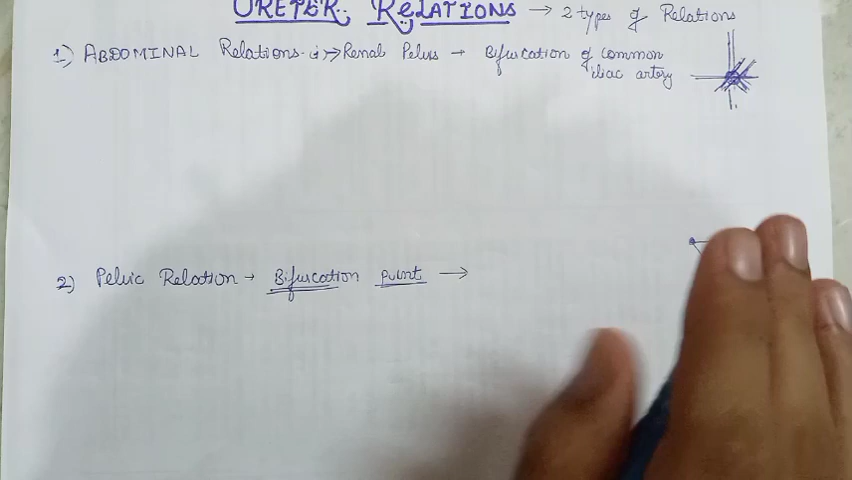 URETER RELATIONS → 2 types of Relations
1) ABDOMINAL Relations. (i) → Renal Pelvis → Bifurcation of common
iliac artery
2) Pelvic Relation → Bifurcation point →